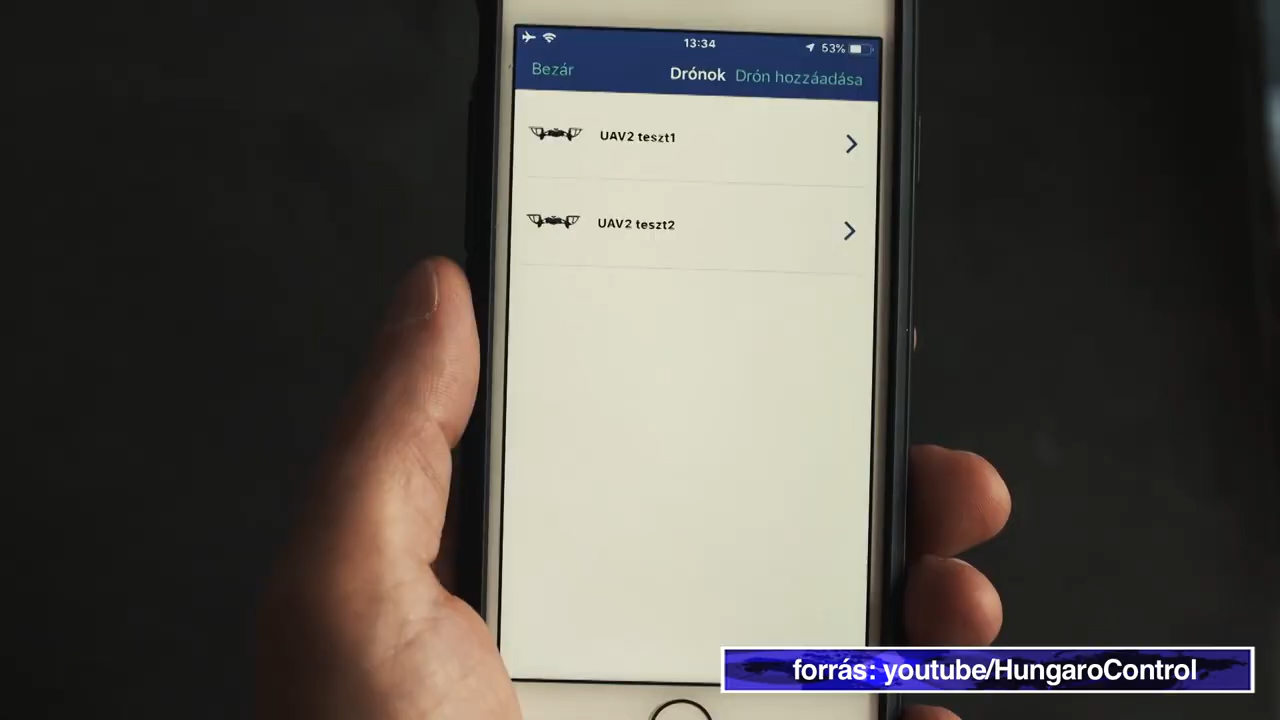 13:34
53%
Bezár
Drónok
Drón hozzáadása
UAV2 teszt1
UAV2 teszt2
forrás: youtube/HungaroControl